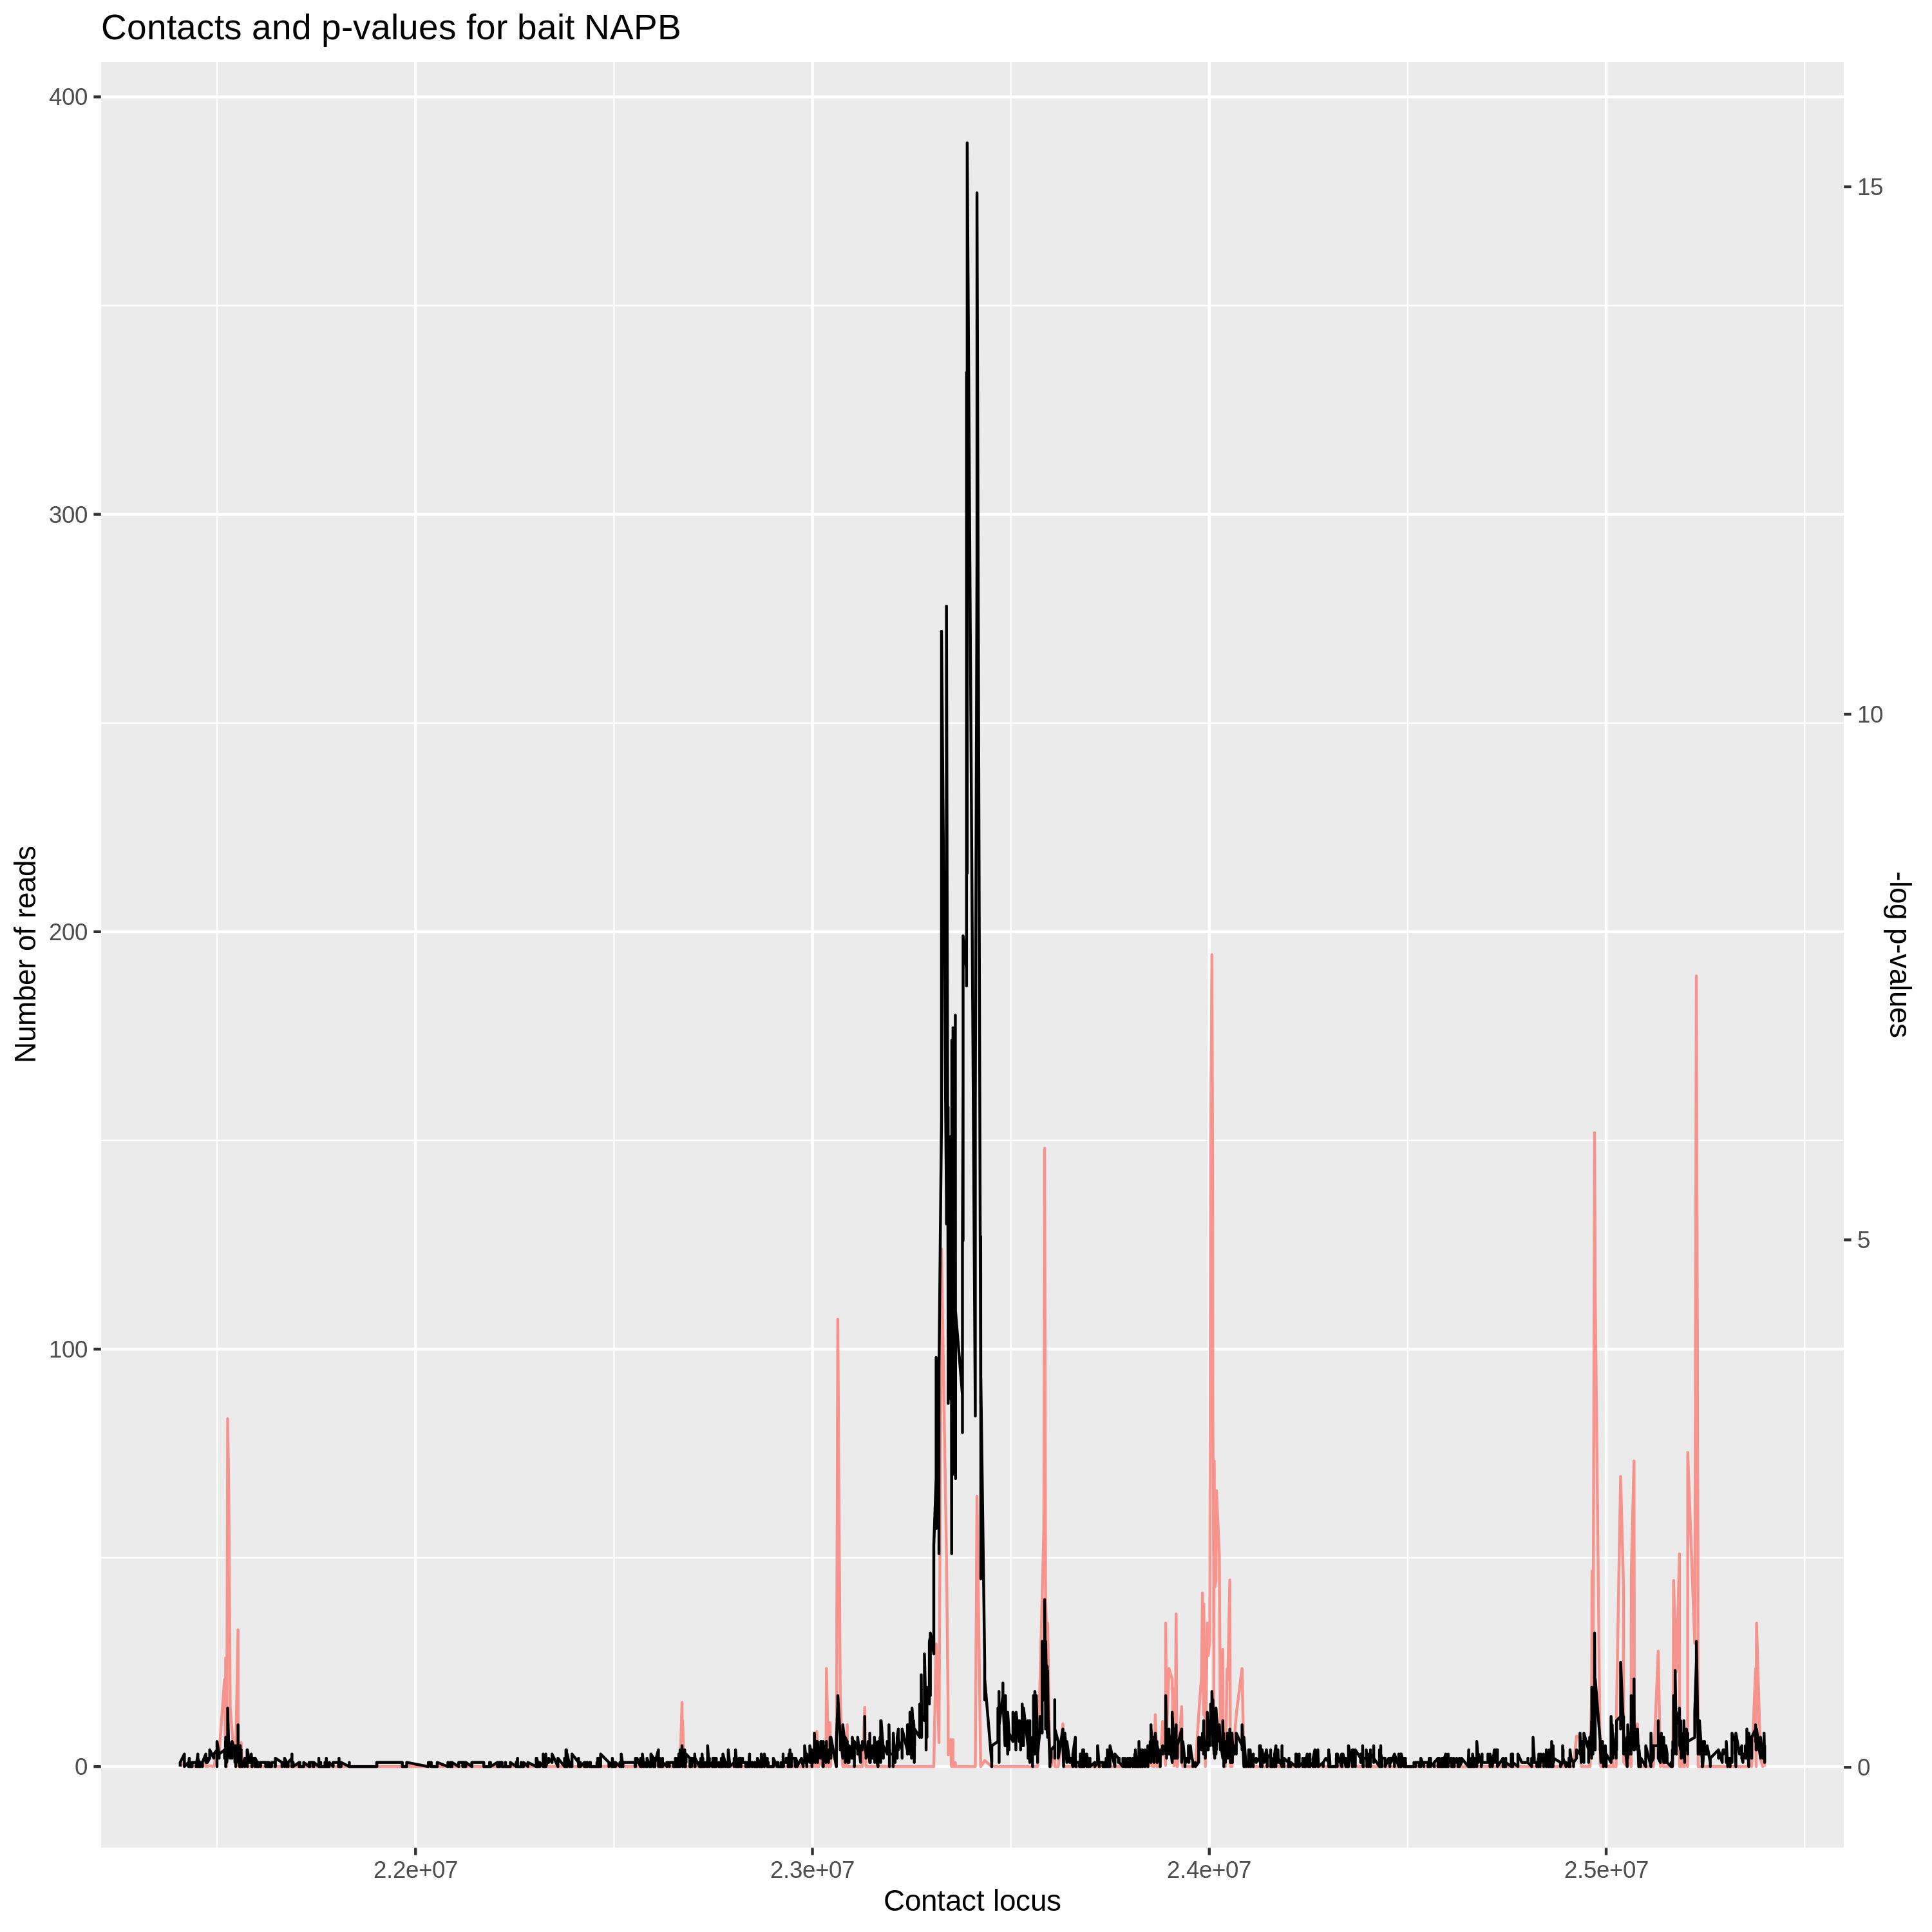 Contacts and p-values for bait NAPB
400
300
200
100
0
Number of reads
15
10
5
0
-log p-values
2.2e+07
2.3e+07
2.4e+07
2.5e+07
Contact locus